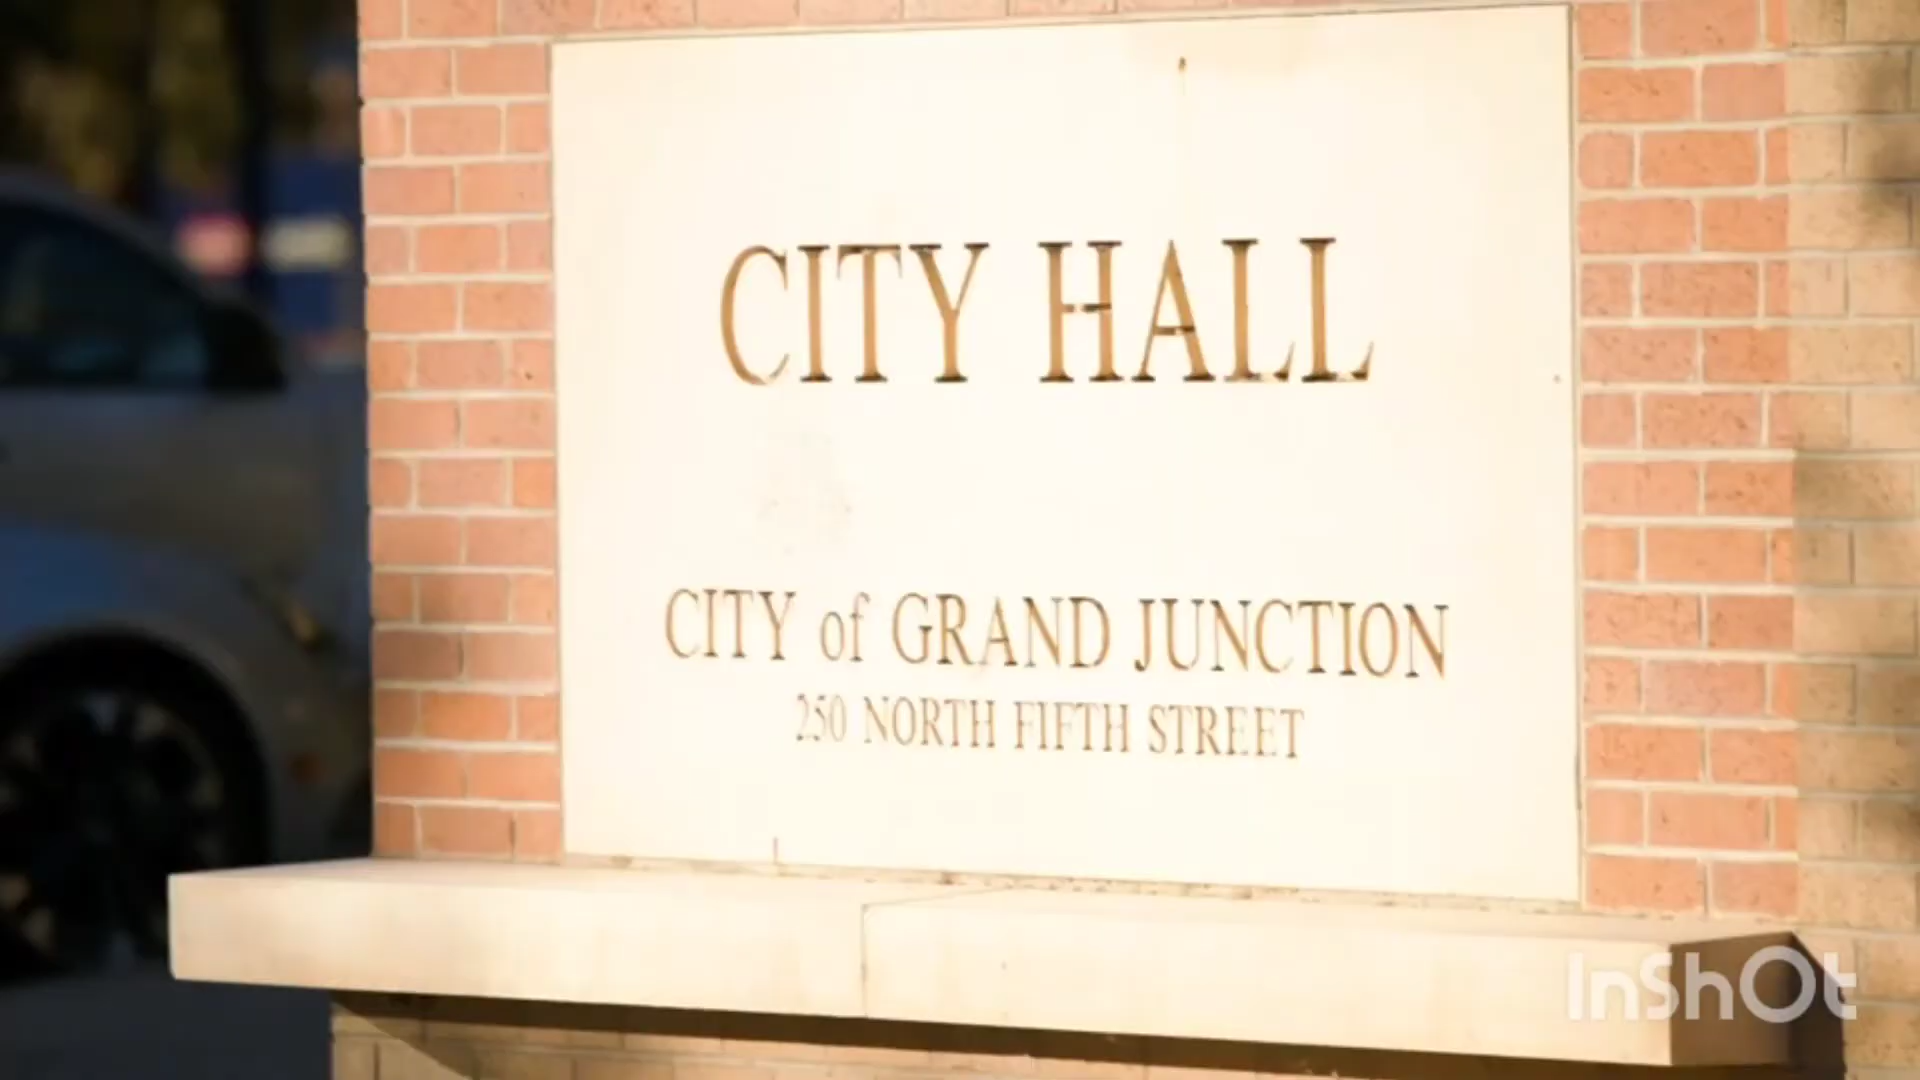 CITY HALL
CITY of GRAND JUNCTION
250 NORTH FIFTH STREET
InShOt